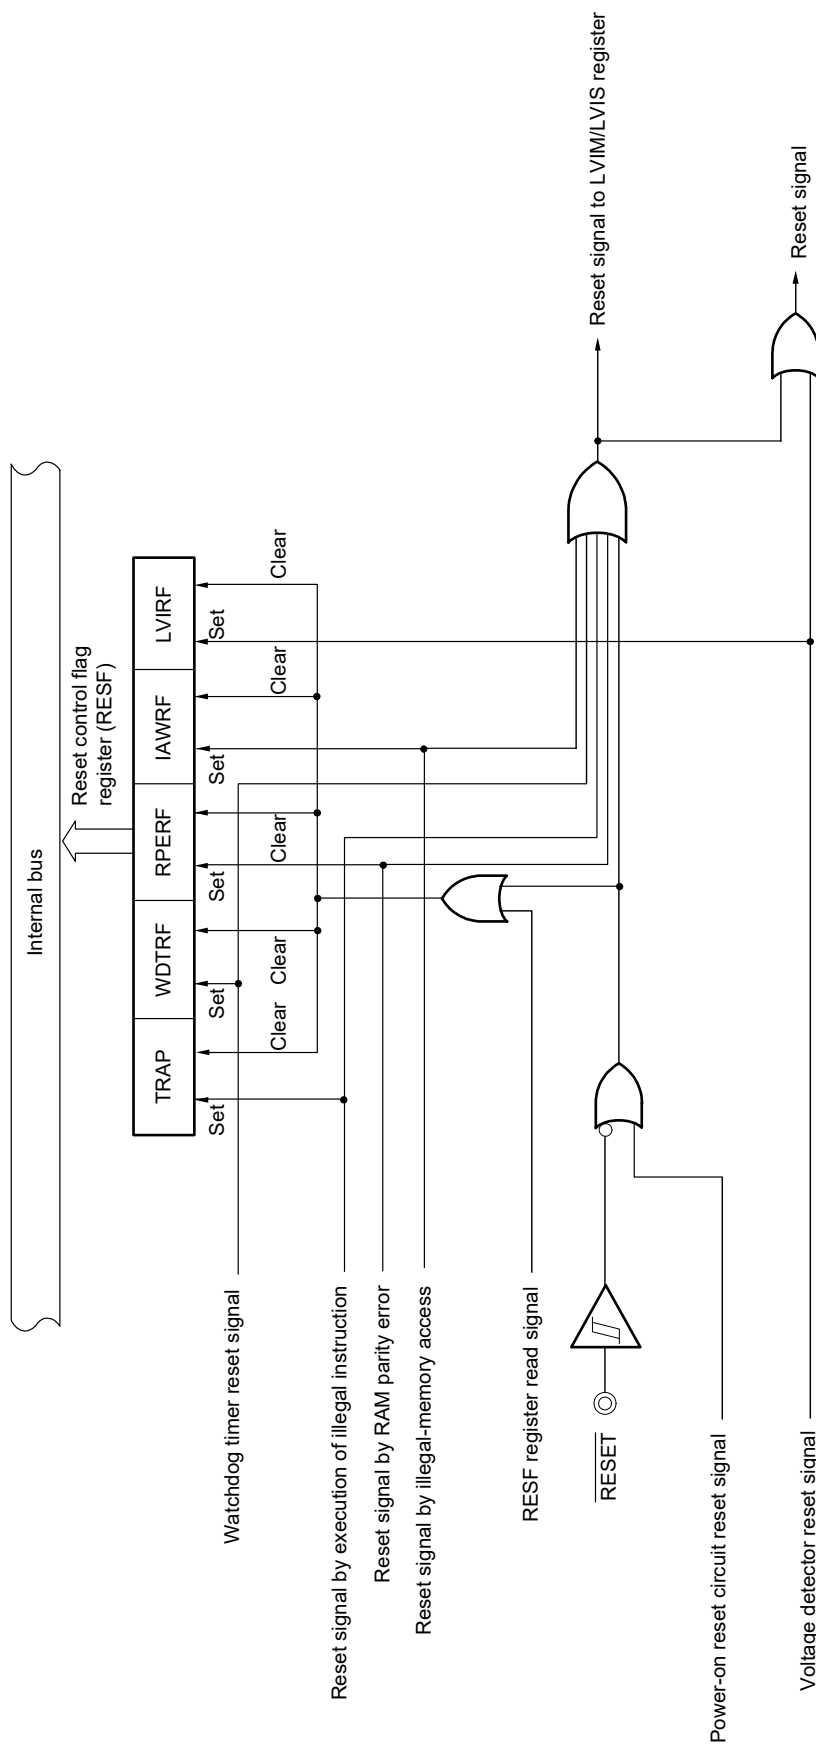 Internal bus
Reset control flag
register (RESF)
TRAP
WDTRF
RPERF
IAWRF
LVIRF
Set
Clear
Set
Clear
Set
Clear
Set
Clear
Set
Clear
Watchdog timer reset signal
Reset signal by execution of illegal instruction
Reset signal by RAM parity error
Reset signal by illegal-memory access
RESF register read signal
RESET
Power-on reset circuit reset signal
Voltage detector reset signal
Reset signal to LVIM/LVIS register
Reset signal